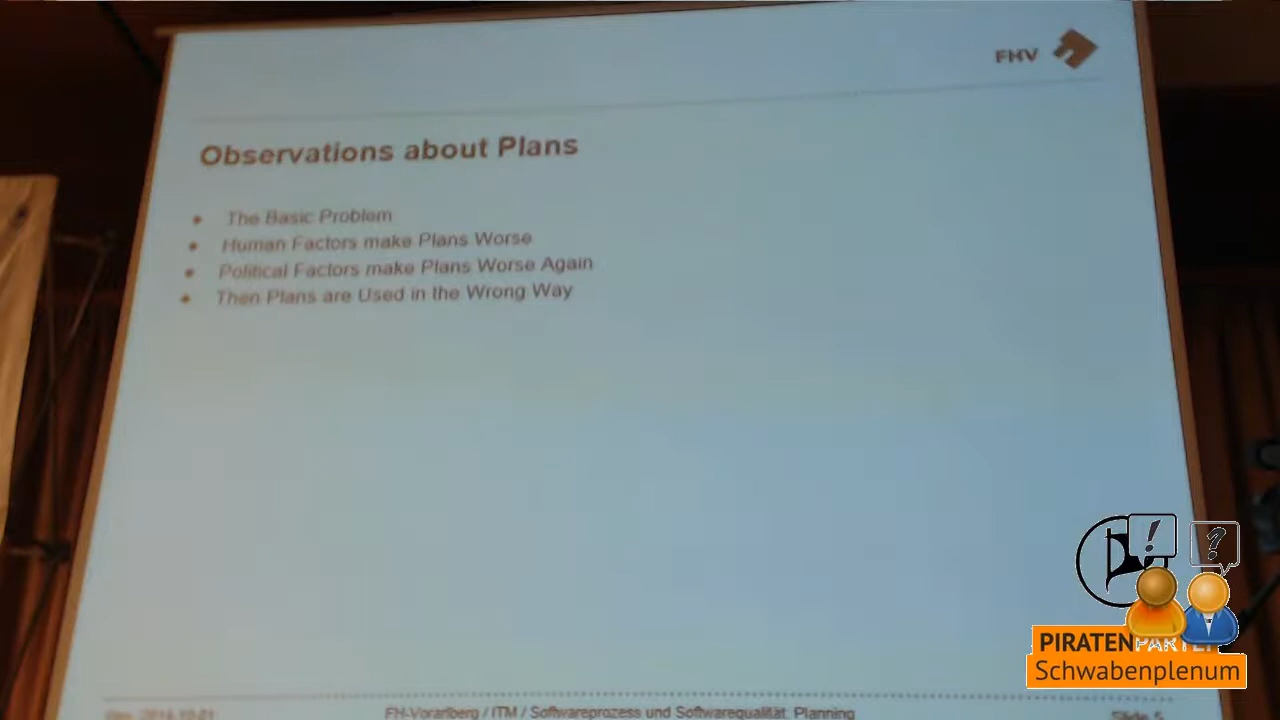 FHV
Observations about Plans
• The Basic Problem
• Human Factors make Plans Worse
• Political Factors make Plans Worse Again
• Then Plans are Used in the Wrong Way
! ?
PIRATENPARTEI
Schwabenplenum
FH-Vorarlberg / ITM / Softwareprozess und Softwarequalität: Planning